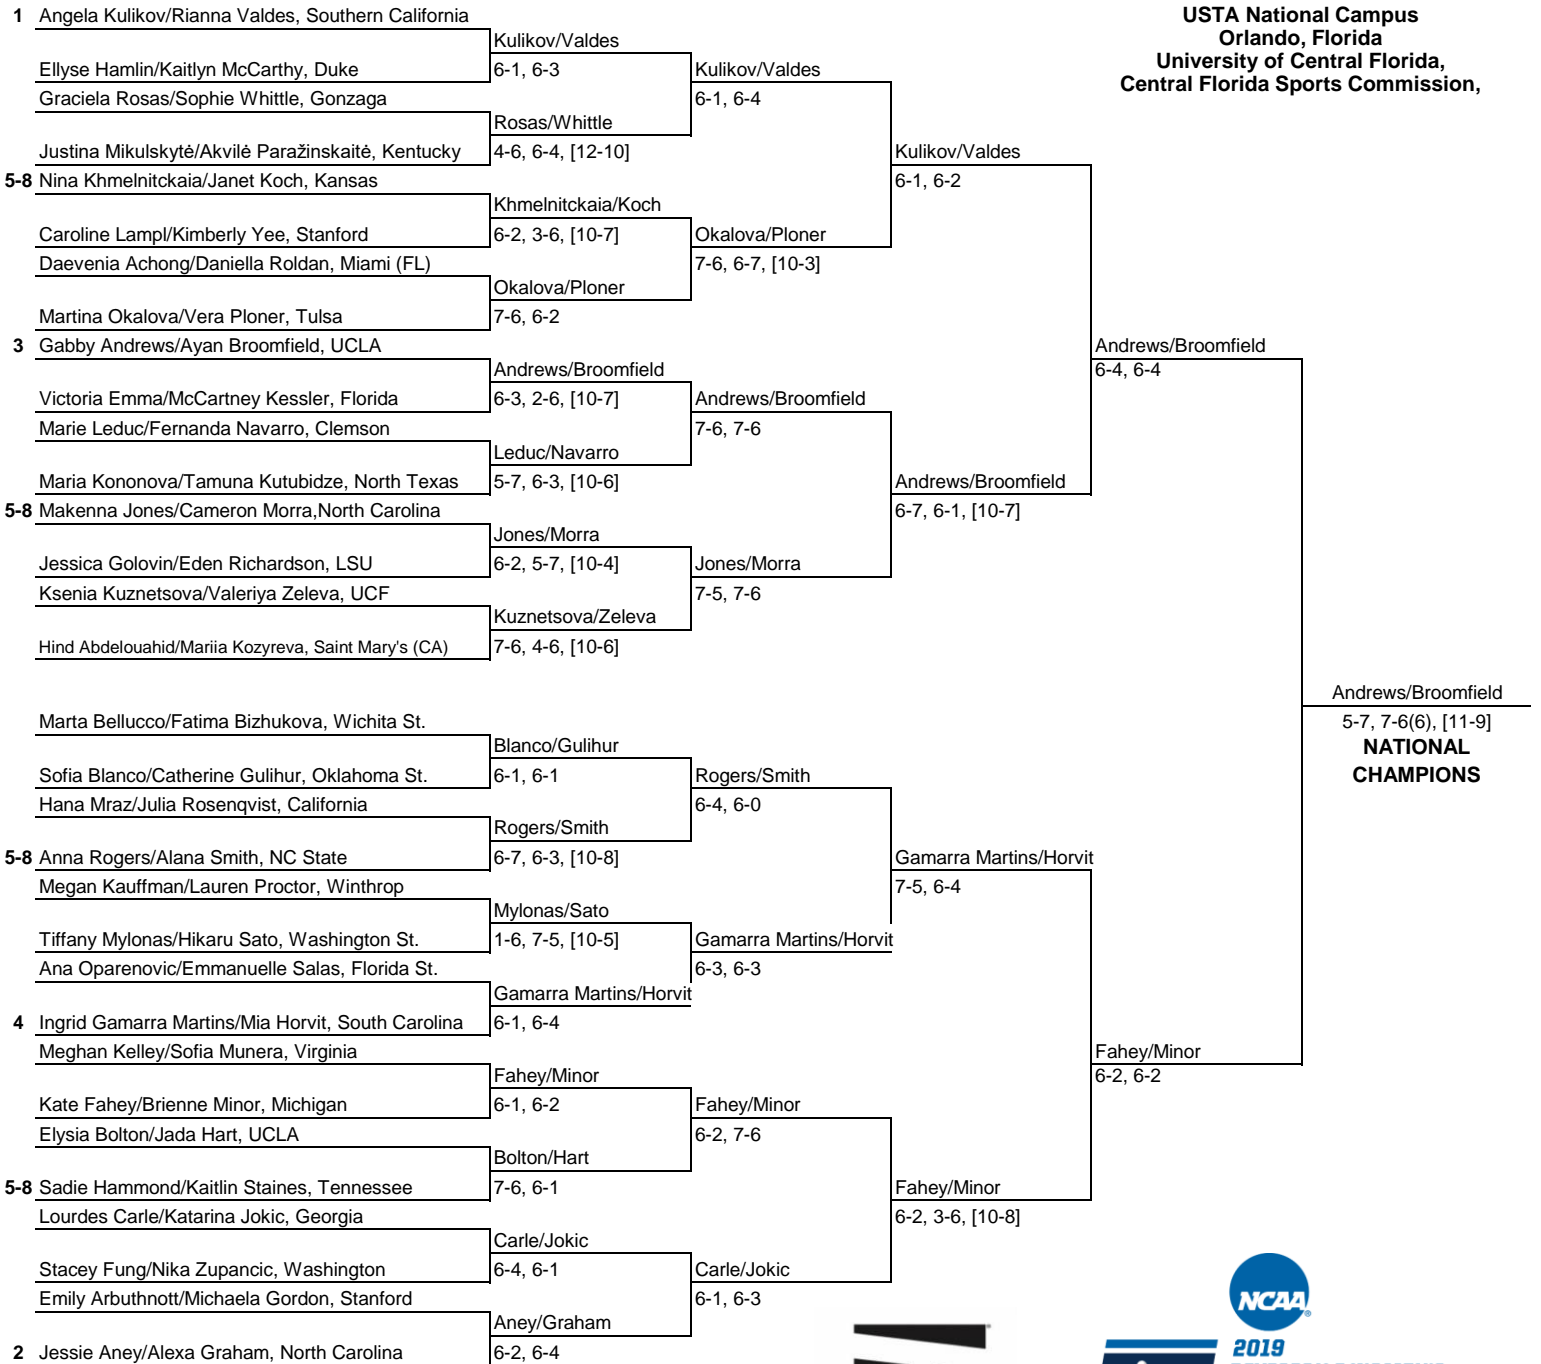 1 Angela Kulikov/Rianna Valdes, Southern California
USTA National Campus
Orlando, Florida
University of Central Florida,
Central Florida Sports Commission,
Kulikov/Valdes
Ellyse Hamlin/Kaitlyn McCarthy, Duke
6-1, 6-3
Kulikov/Valdes
Graciela Rosas/Sophie Whittle, Gonzaga
6-1, 6-4
Rosas/Whittle
Justina Mikulskytė/Akvilė Paražinskaitė, Kentucky
4-6, 6-4, [12-10]
Kulikov/Valdes
5-8 Nina Khmelnitckaia/Janet Koch, Kansas
6-1, 6-2
Khmelnitckaia/Koch
Caroline Lampl/Kimberly Yee, Stanford
6-2, 3-6, [10-7]
Okalova/Ploner
Daevenia Achong/Daniella Roldan, Miami (FL)
7-6, 6-7, [10-3]
Okalova/Ploner
Martina Okalova/Vera Ploner, Tulsa
7-6, 6-2
3 Gabby Andrews/Ayan Broomfield, UCLA
Andrews/Broomfield
Andrews/Broomfield
6-4, 6-4
Victoria Emma/McCartney Kessler, Florida
6-3, 2-6, [10-7]
Andrews/Broomfield
Marie Leduc/Fernanda Navarro, Clemson
7-6, 7-6
Leduc/Navarro
Maria Kononova/Tamuna Kutubidze, North Texas
5-7, 6-3, [10-6]
Andrews/Broomfield
5-8 Makenna Jones/Cameron Morra,North Carolina
6-7, 6-1, [10-7]
Jones/Morra
Jessica Golovin/Eden Richardson, LSU
6-2, 5-7, [10-4]
Jones/Morra
Ksenia Kuznetsova/Valeriya Zeleva, UCF
7-5, 7-6
Kuznetsova/Zeleva
Hind Abdelouahid/Mariia Kozyreva, Saint Mary's (CA)
7-6, 4-6, [10-6]
Andrews/Broomfield
Marta Bellucco/Fatima Bizhukova, Wichita St.
5-7, 7-6(6), [11-9]
Blanco/Gulihur
NATIONAL
CHAMPIONS
Sofia Blanco/Catherine Gulihur, Oklahoma St.
6-1, 6-1
Rogers/Smith
Hana Mraz/Julia Rosenqvist, California
6-4, 6-0
Rogers/Smith
5-8 Anna Rogers/Alana Smith, NC State
6-7, 6-3, [10-8]
Gamarra Martins/Horvit
Megan Kauffman/Lauren Proctor, Winthrop
7-5, 6-4
Mylonas/Sato
Tiffany Mylonas/Hikaru Sato, Washington St.
1-6, 7-5, [10-5]
Gamarra Martins/Horvit
Ana Oparenovic/Emmanuelle Salas, Florida St.
6-3, 6-3
Gamarra Martins/Horvit
4 Ingrid Gamarra Martins/Mia Horvit, South Carolina
6-1, 6-4
Meghan Kelley/Sofia Munera, Virginia
Fahey/Minor
Fahey/Minor
6-2, 6-2
Kate Fahey/Brienne Minor, Michigan
6-1, 6-2
Fahey/Minor
Elysia Bolton/Jada Hart, UCLA
6-2, 7-6
Bolton/Hart
5-8 Sadie Hammond/Kaitlin Staines, Tennessee
7-6, 6-1
Fahey/Minor
Lourdes Carle/Katarina Jokic, Georgia
6-2, 3-6, [10-8]
Carle/Jokic
Stacey Fung/Nika Zupancic, Washington
6-4, 6-1
Carle/Jokic
Emily Arbuthnott/Michaela Gordon, Stanford
6-1, 6-3
NCAA
Aney/Graham
2 Jessie Aney/Alexa Graham, North Carolina
6-2, 6-4
2019